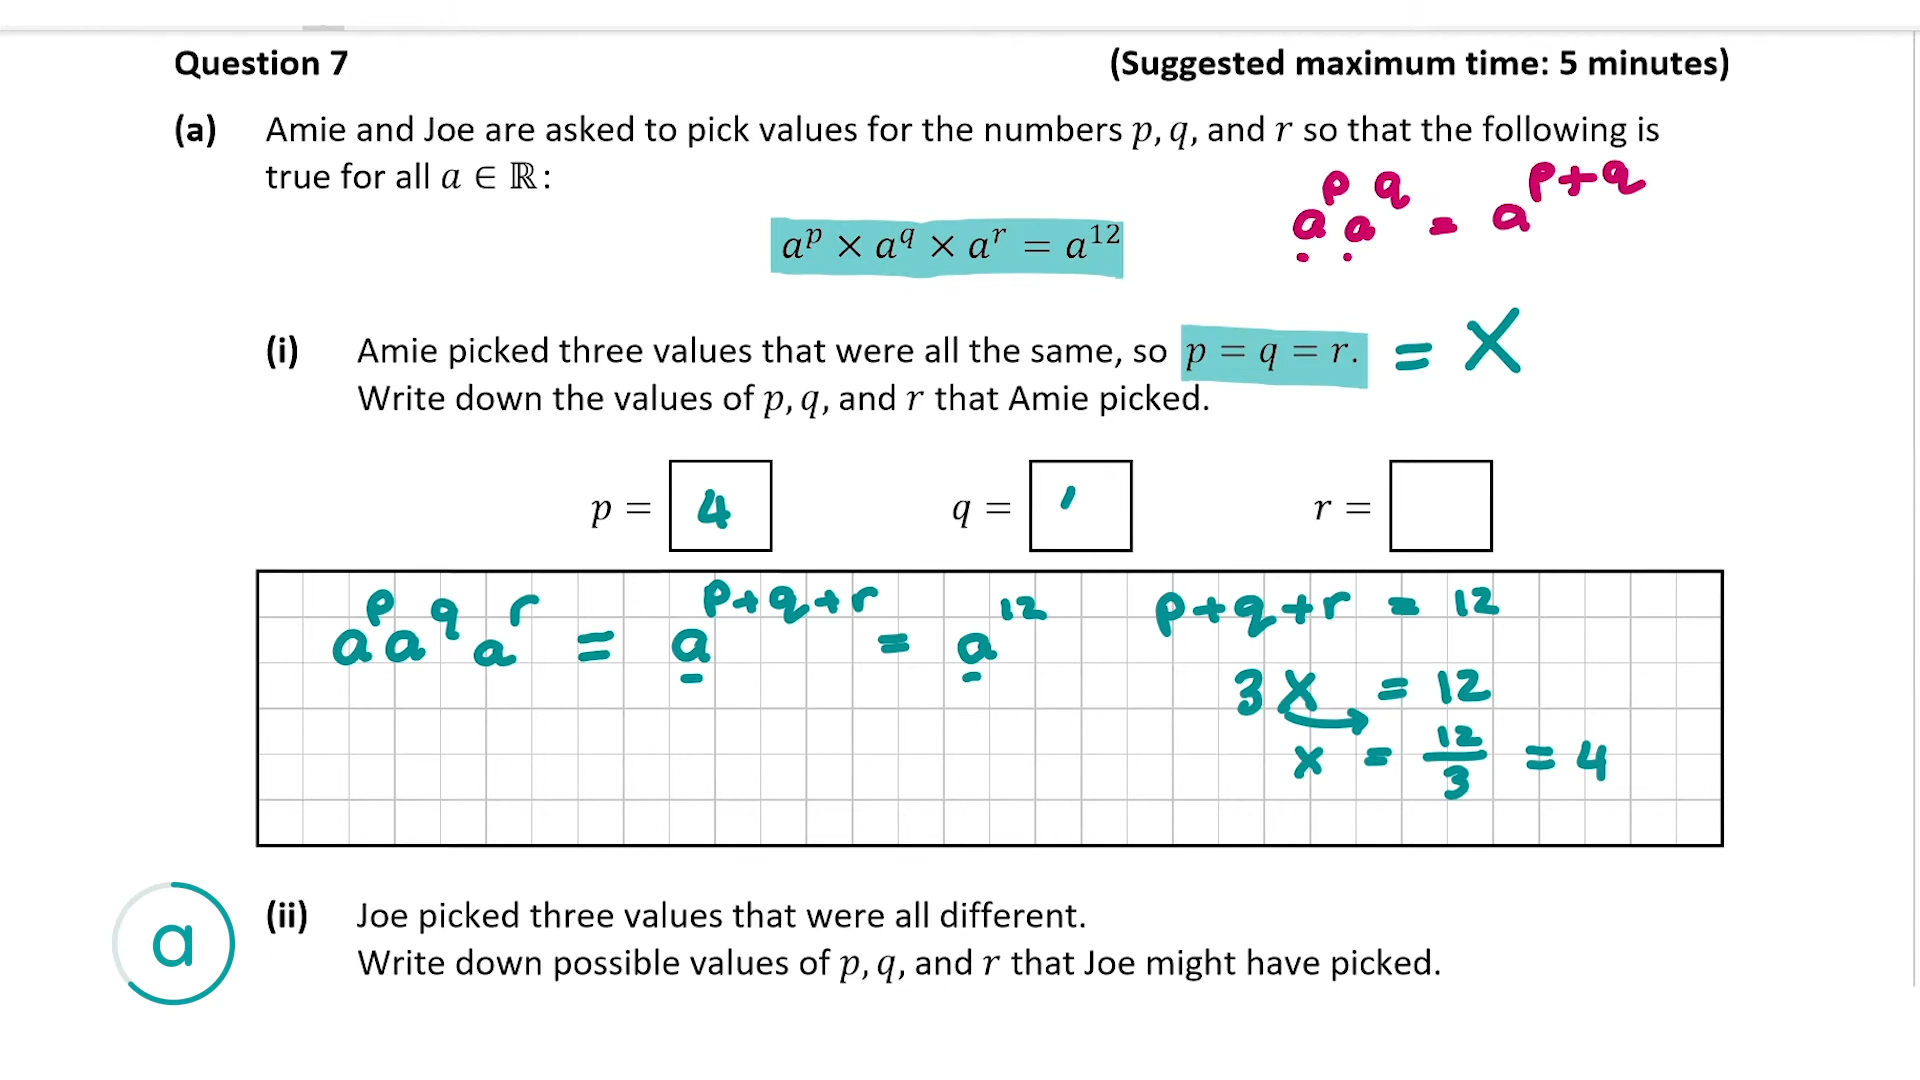 Question 7 (Suggested maximum time: 5 minutes)
(a) Amie and Joe are asked to pick values for the numbers p, q, and r so that the following is
true for all a ∈ ℝ:
a^p a^q = a^(p+q)
a^p × a^q × a^r = a^12
(i) Amie picked three values that were all the same, so p = q = r. = x
Write down the values of p, q, and r that Amie picked.
p = 4 q = r =
a^p a^q a^r = a^(p+q+r) = a^12 p+q+r = 12
3x = 12
x = 12/3 = 4
a
(ii) Joe picked three values that were all different.
Write down possible values of p, q, and r that Joe might have picked.